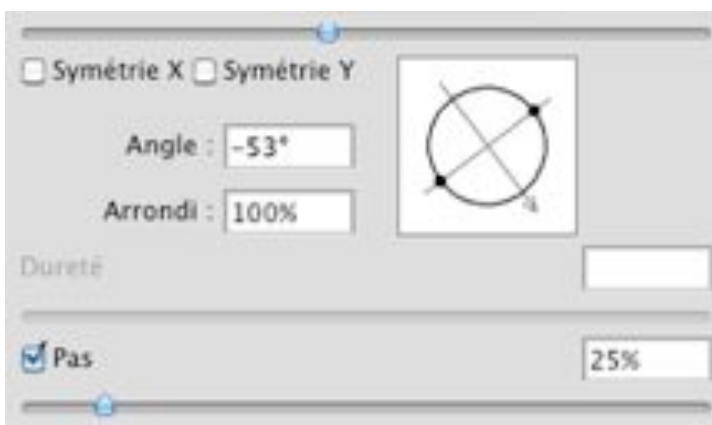 Symétrie X Symétrie Y
Angle : -53°
Arrondi : 100%
Dureté
Pas 25%